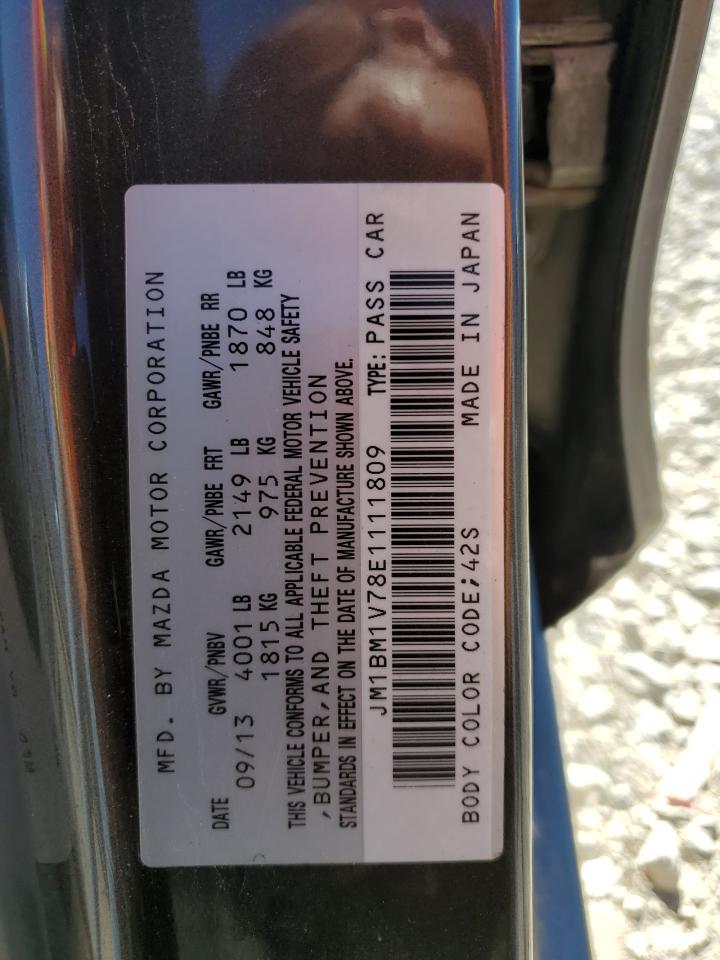 MFD. BY MAZDA MOTOR CORPORATION
DATE GVWR/PNBV GAWR/PNBE FRT GAWR/PNBE RR
09/13 4001 LB 2149 LB 1870 LB
1815 KG 975 KG 848 KG
THIS VEHICLE CONFORMS TO ALL APPLICABLE FEDERAL MOTOR VEHICLE SAFETY
,BUMPER,AND THEFT PREVENTION
STANDARDS IN EFFECT ON THE DATE OF MANUFACTURE SHOWN ABOVE.
JM1BM1V78E1111809 TYPE: PASS CAR
BODY COLOR CODE;42S MADE IN JAPAN